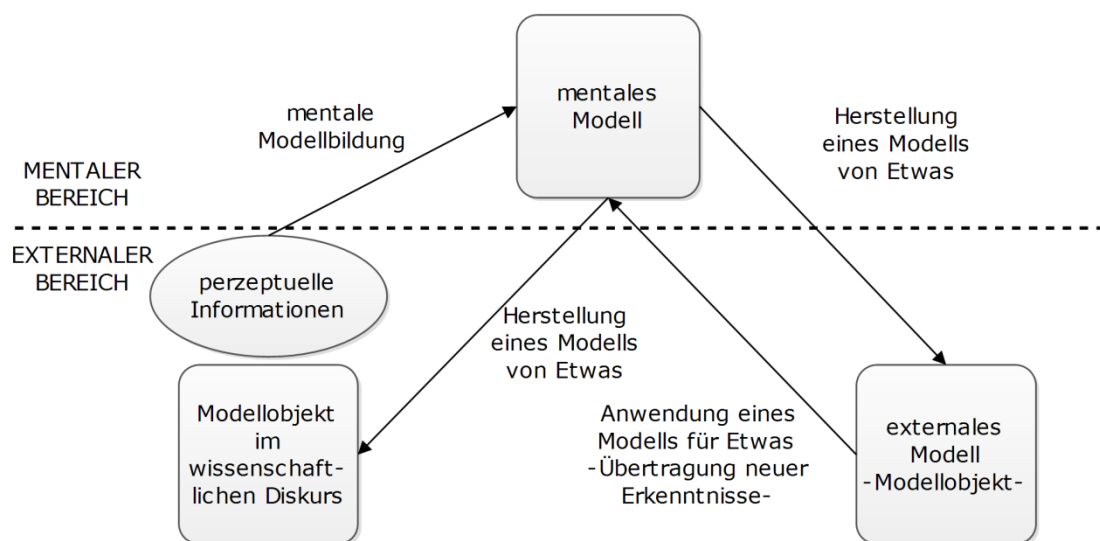 mentale
Modellbildung
mentales
Modell
Herstellung
eines Modells
von Etwas
MENTALER
BEREICH
EXTERNALER
BEREICH
perzeptuelle
Informationen
Herstellung
eines Modells
von Etwas
Modellobjekt
im
wissenschaft-
lichen Diskurs
Anwendung eines
Modells für Etwas
-Übertragung neuer
Erkenntnisse-
externales
Modell
-Modellobjekt-